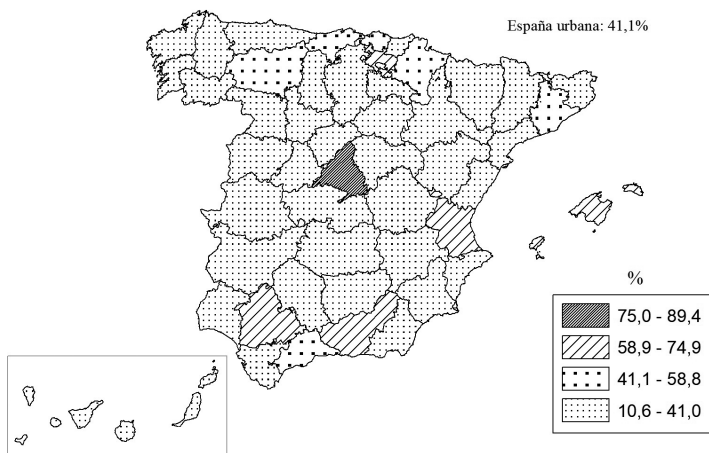 España urbana: 41,1%
%
75,0 - 89,4
58,9 - 74,9
41,1 - 58,8
10,6 - 41,0